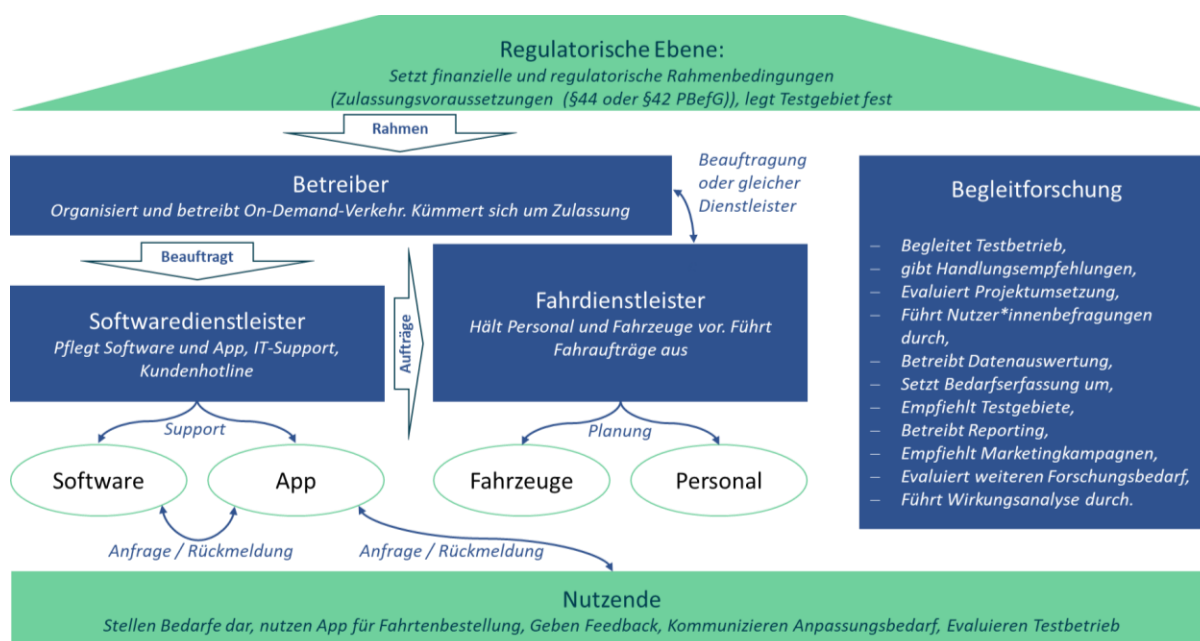 Regulatorische Ebene:
Setzt finanzielle und regulatorische Rahmenbedingungen
(Zulassungsvoraussetzungen (§44 oder §42 PBefG)), legt Testgebiet fest
Rahmen
Betreiber
Organisiert und betreibt On-Demand-Verkehr. Kümmert sich um Zulassung
Beauftragung
oder gleicher
Dienstleister
Beauftragt
Softwaredienstleister
Pflegt Software und App, IT-Support,
Kundenhotline
Aufträge
Fahrdienstleister
Hält Personal und Fahrzeuge vor. Führt
Fahraufträge aus
Support
Software
App
Planung
Fahrzeuge
Personal
Anfrage / Rückmeldung
Anfrage / Rückmeldung
Begleitforschung
– Begleitet Testbetrieb,
– gibt Handlungsempfehlungen,
– Evaluiert Projektumsetzung,
– Führt Nutzer*innenbefragungen
durch,
– Betreibt Datenauswertung,
– Setzt Bedarfserfassung um,
– Empfiehlt Testgebiete,
– Betreibt Reporting,
– Empfiehlt Marketingkampagnen,
– Evaluiert weiteren Forschungsbedarf,
– Führt Wirkungsanalyse durch.
Nutzende
Stellen Bedarfe dar, nutzen App für Fahrtenbestellung, Geben Feedback, Kommunizieren Anpassungsbedarf, Evaluieren Testbetrieb